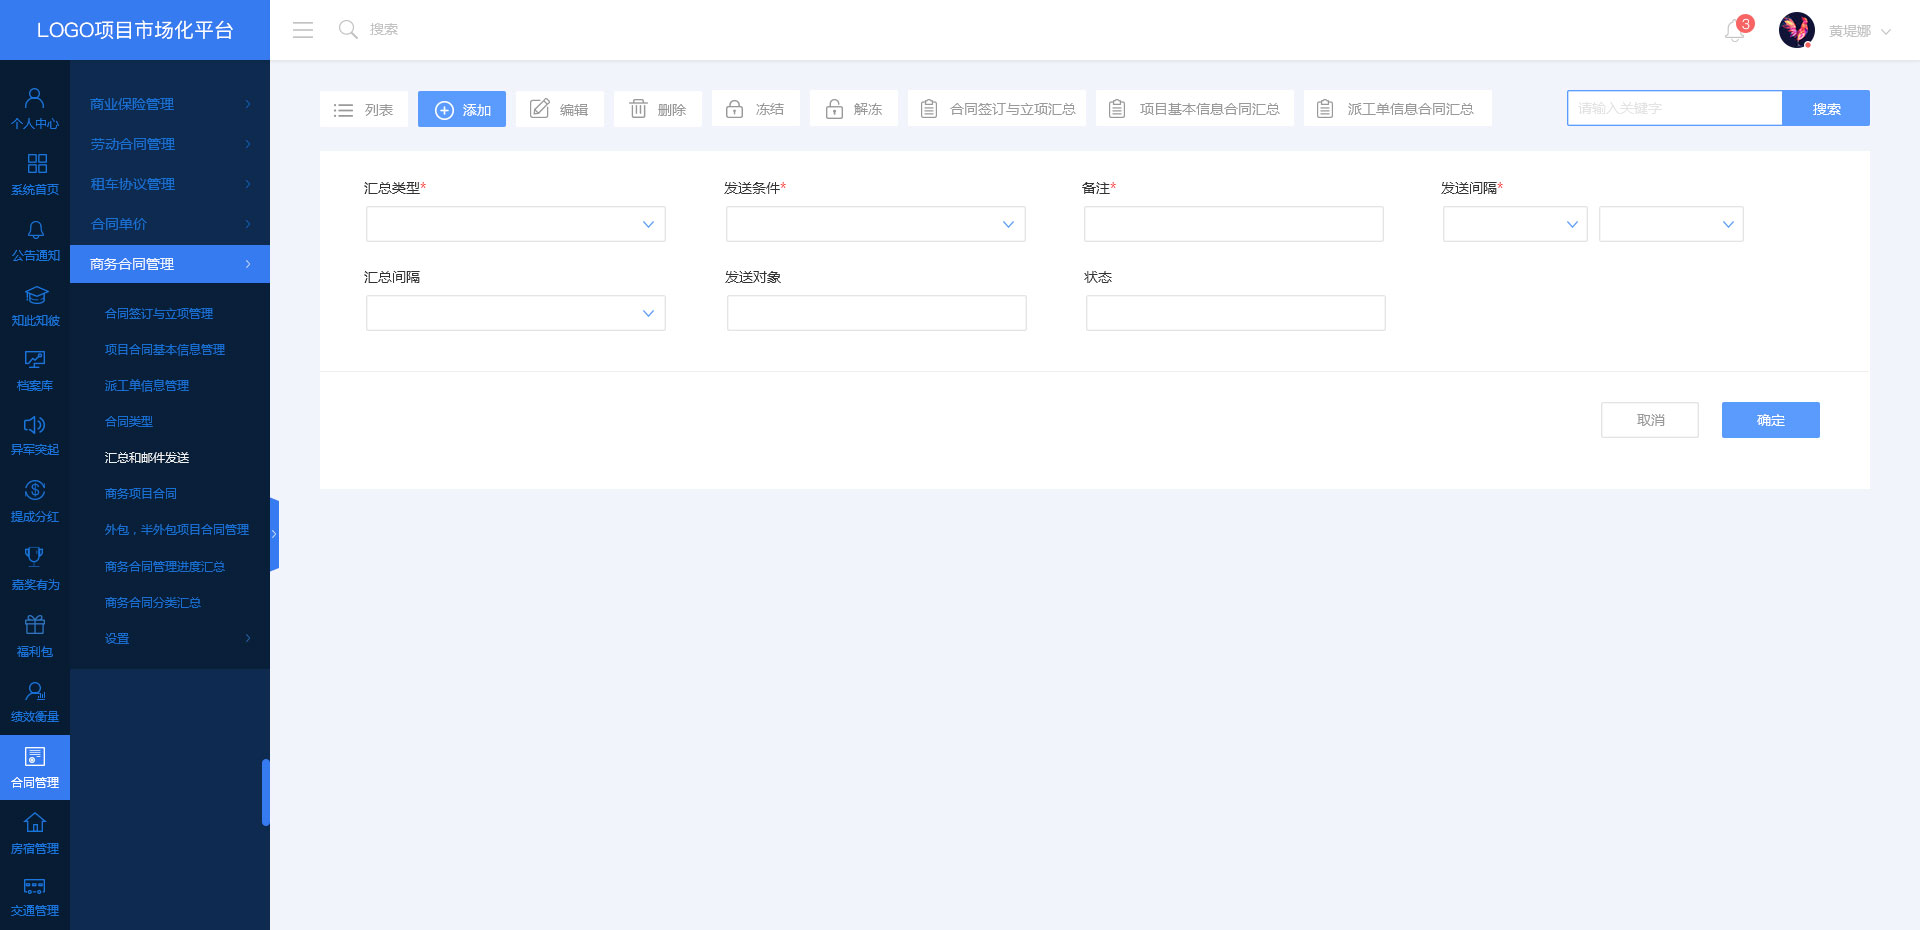 LOGO项目市场化平台
搜索
3
黄堤娜
个人中心
系统首页
公告通知
知此知彼
档案库
异军突起
提成分红
嘉奖有为
福利包
绩效衡量
合同管理
房宿管理
交通管理
商业保险管理
劳动合同管理
租车协议管理
合同单价
商务合同管理
合同签订与立项管理
项目合同基本信息管理
派工单信息管理
合同类型
汇总和邮件发送
商务项目合同
外包，半外包项目合同管理
商务合同管理进度汇总
商务合同分类汇总
设置
列表 添加 编辑 删除 冻结 解冻 合同签订与立项汇总 项目基本信息合同汇总 派工单信息合同汇总 请输入关键字 搜索
汇总类型* 发送条件* 备注* 发送间隔*
汇总间隔 发送对象 状态
取消 确定